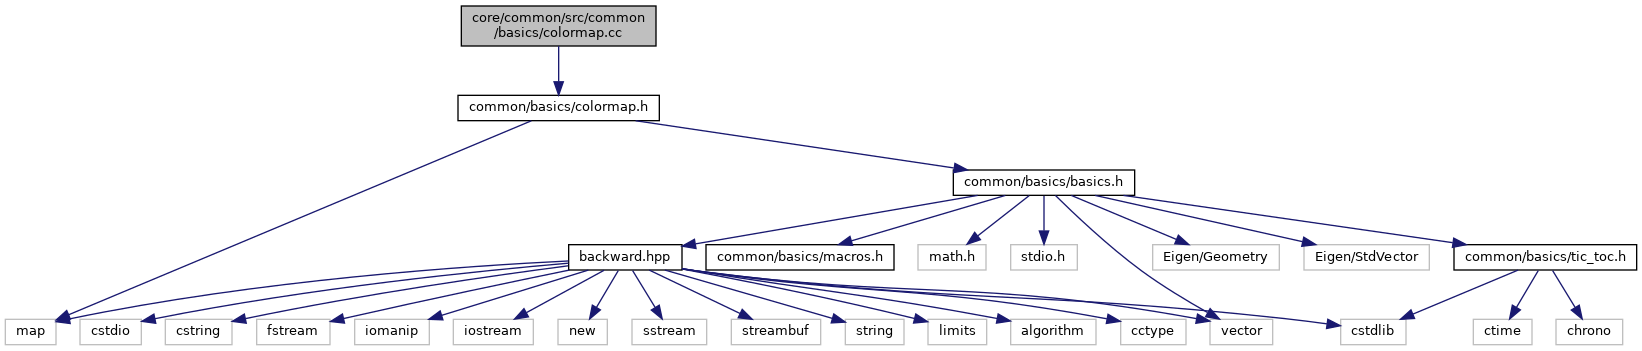 core/common/src/common
/basics/colormap.cc
common/basics/colormap.h
common/basics/basics.h
backward.hpp
common/basics/macros.h
math.h
stdio.h
Eigen/Geometry
Eigen/StdVector
common/basics/tic_toc.h
map
cstdio
cstring
fstream
iomanip
iostream
new
sstream
streambuf
string
limits
algorithm
cctype
vector
cstdlib
ctime
chrono